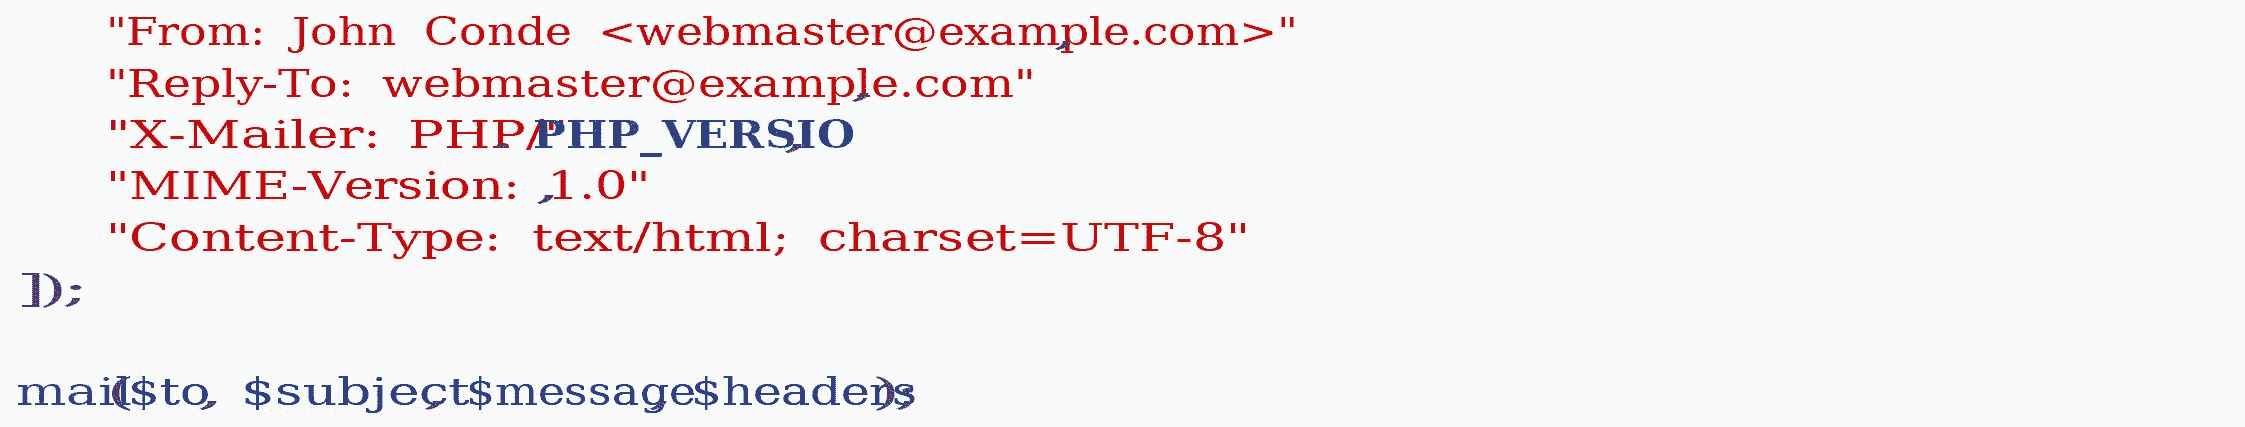 "From: John Conde <webmaster@example.com>",
"Reply-To: webmaster@example.com",
"X-Mailer: PHP/" . PHP_VERSIO,
"MIME-Version: 1.0",
"Content-Type: text/html; charset=UTF-8"
]);
mail($to, $subject, $message, $headers);